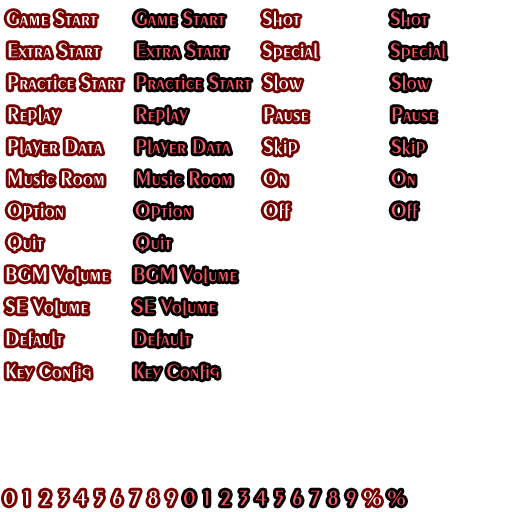 Game Start Game Start Shot Shot
Extra Start Extra Start Special Special
Practice Start Practice Start Slow Slow
Replay Replay Pause Pause
Player Data Player Data Skip Skip
Music Room Music Room On On
Option Option Off Off
Quit Quit
BGM Volume BGM Volume
SE Volume SE Volume
Default Default
Key Config Key Config
0 1 2 3 4 5 6 7 8 9 0 1 2 3 4 5 6 7 8 9 % %